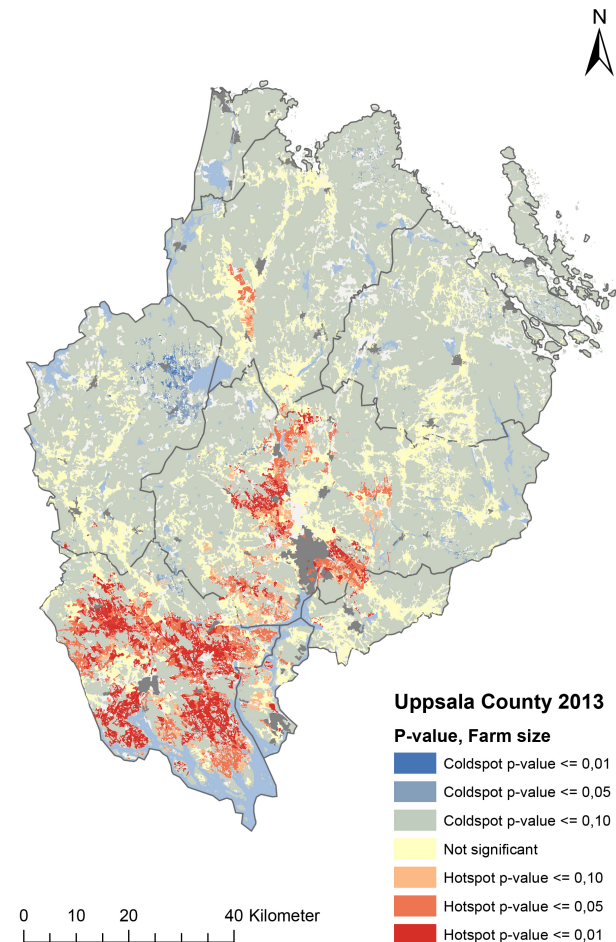 N
Uppsala County 2013
P-value, Farm size
Coldspot p-value <= 0,01
Coldspot p-value <= 0,05
Coldspot p-value <= 0,10
Not significant
Hotspot p-value <= 0,10
Hotspot p-value <= 0,05
Hotspot p-value <= 0,01
0 10 20 40 Kilometer